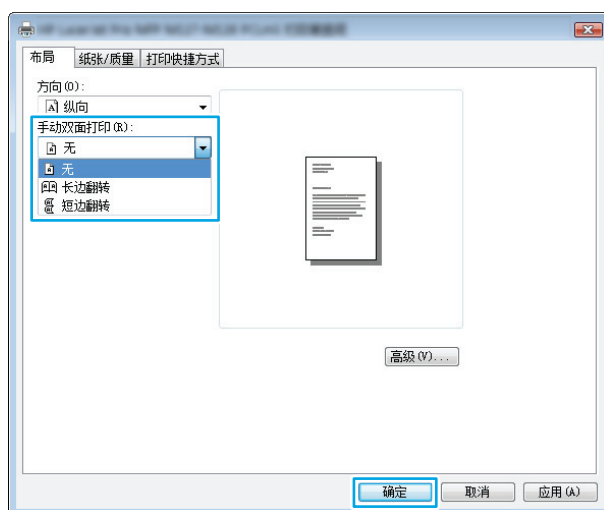 布局
纸张/质量
打印快捷方式
方向(O):
纵向
手动双面打印(R):
无
无
长边翻转
短边翻转
高级(V)...
确定
取消
应用(A)